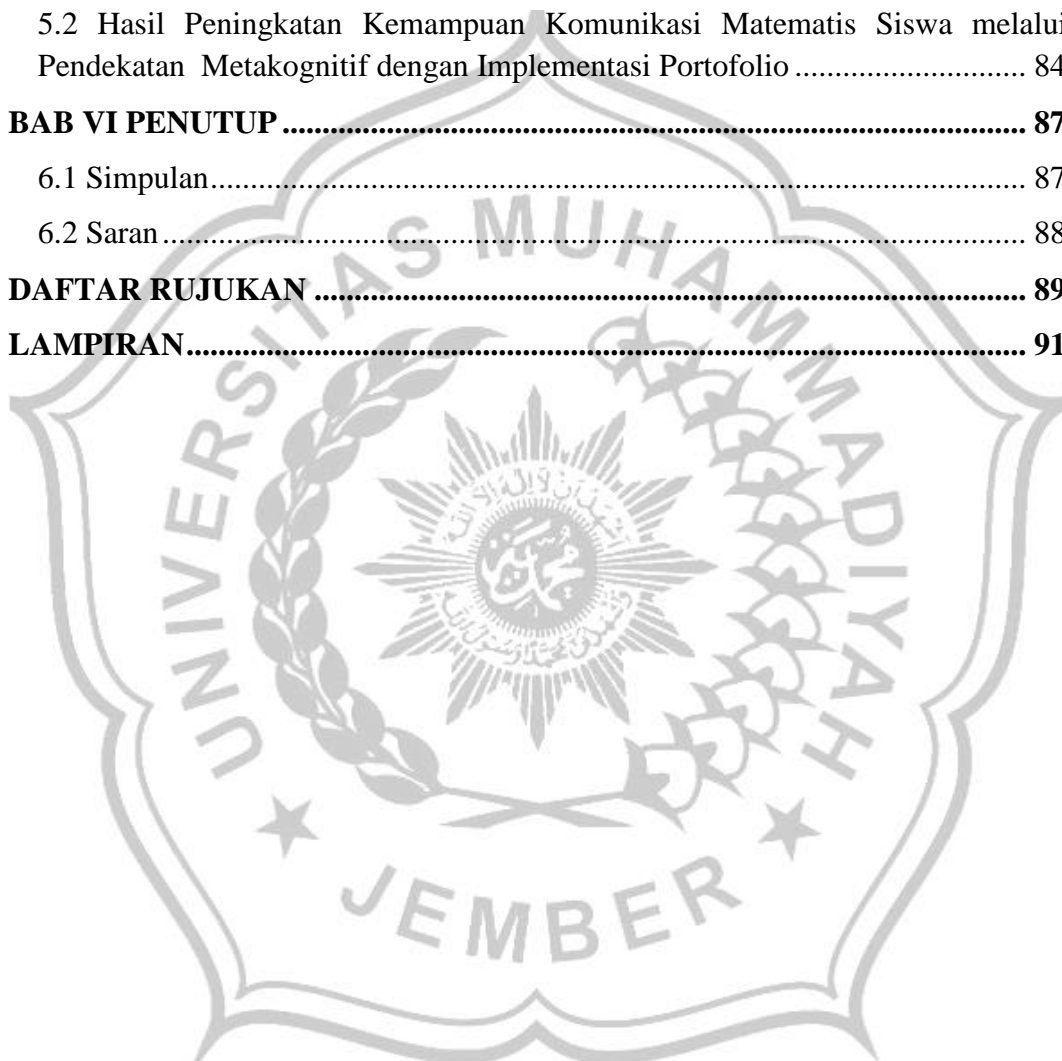 5.2 Hasil Peningkatan Kemampuan Komunikasi Matematis Siswa melalui
Pendekatan Metakognitif dengan Implementasi Portofolio ............................ 84
BAB VI PENUTUP ........................................................................................... 87
6.1 Simpulan.................................................................................................... 87
6.2 Saran .......................................................................................................... 88
DAFTAR RUJUKAN ....................................................................................... 89
LAMPIRAN....................................................................................................... 91
UNIVERSITAS MUHAMMADIYAH
JEMBER